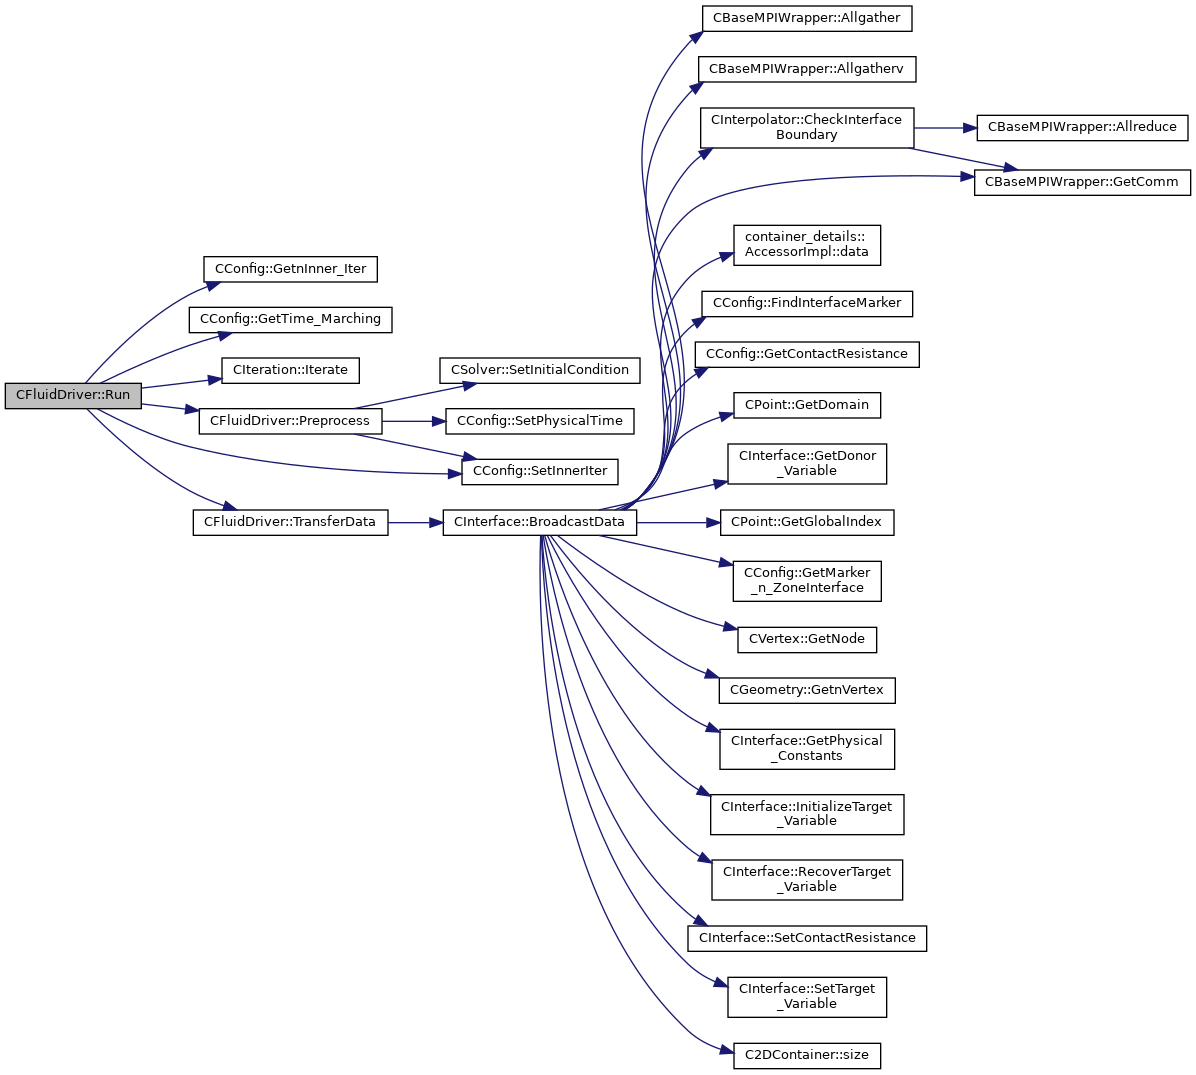 CFluidDriver::Run
CConfig::GetnInner_Iter
CConfig::GetTime_Marching
CIteration::Iterate
CFluidDriver::Preprocess
CSolver::SetInitialCondition
CConfig::SetPhysicalTime
CConfig::SetInnerIter
CFluidDriver::TransferData
CInterface::BroadcastData
CBaseMPIWrapper::Allgather
CBaseMPIWrapper::Allgatherv
CInterpolator::CheckInterface
Boundary
CBaseMPIWrapper::Allreduce
CBaseMPIWrapper::GetComm
container_details::
AccessorImpl::data
CConfig::FindInterfaceMarker
CConfig::GetContactResistance
CPoint::GetDomain
CInterface::GetDonor
_Variable
CPoint::GetGlobalIndex
CConfig::GetMarker
_n_ZoneInterface
CVertex::GetNode
CGeometry::GetnVertex
CInterface::GetPhysical
_Constants
CInterface::InitializeTarget
_Variable
CInterface::RecoverTarget
_Variable
CInterface::SetContactResistance
CInterface::SetTarget
_Variable
C2DContainer::size